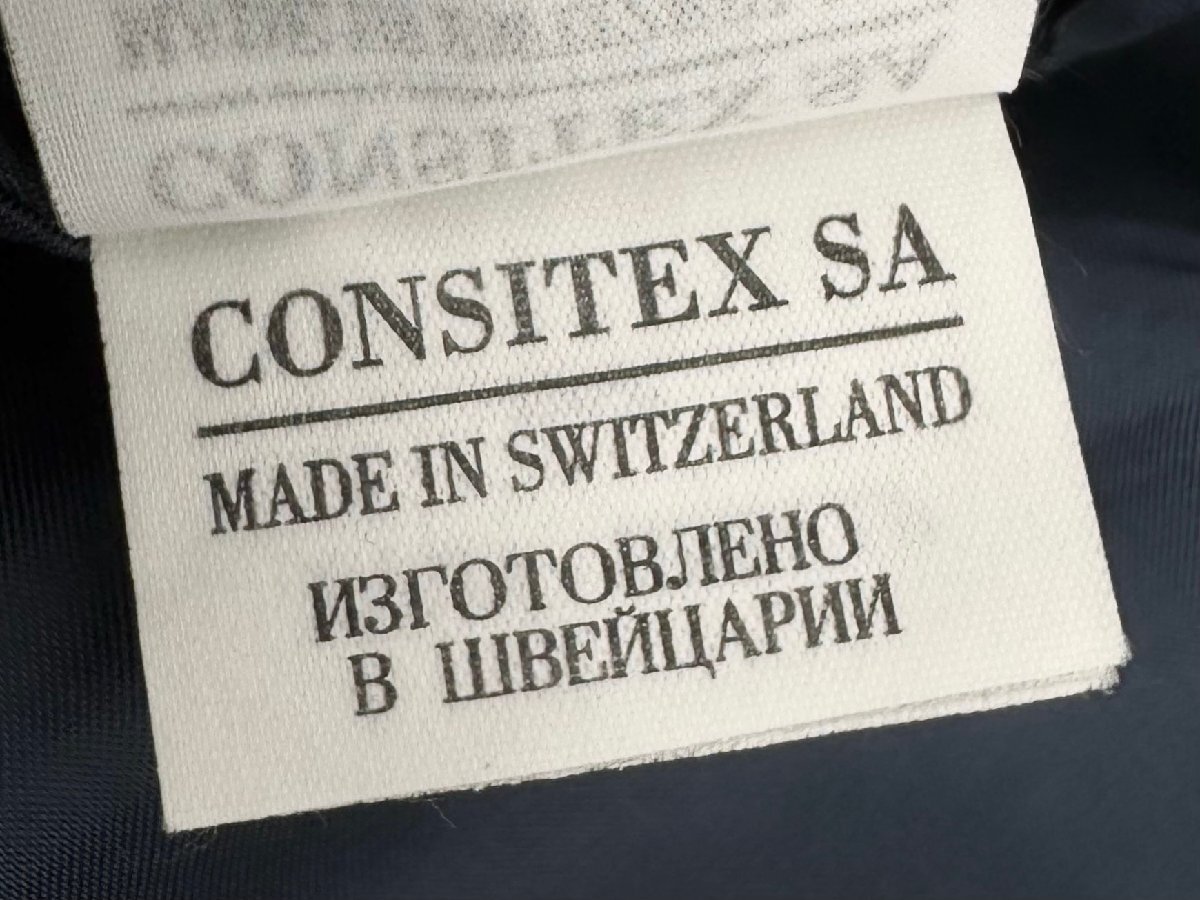 CONSITEX SA
MADE IN SWITZERLAND
ИЗГОТОВЛЕНО
В ШВЕЙЦАРИИ